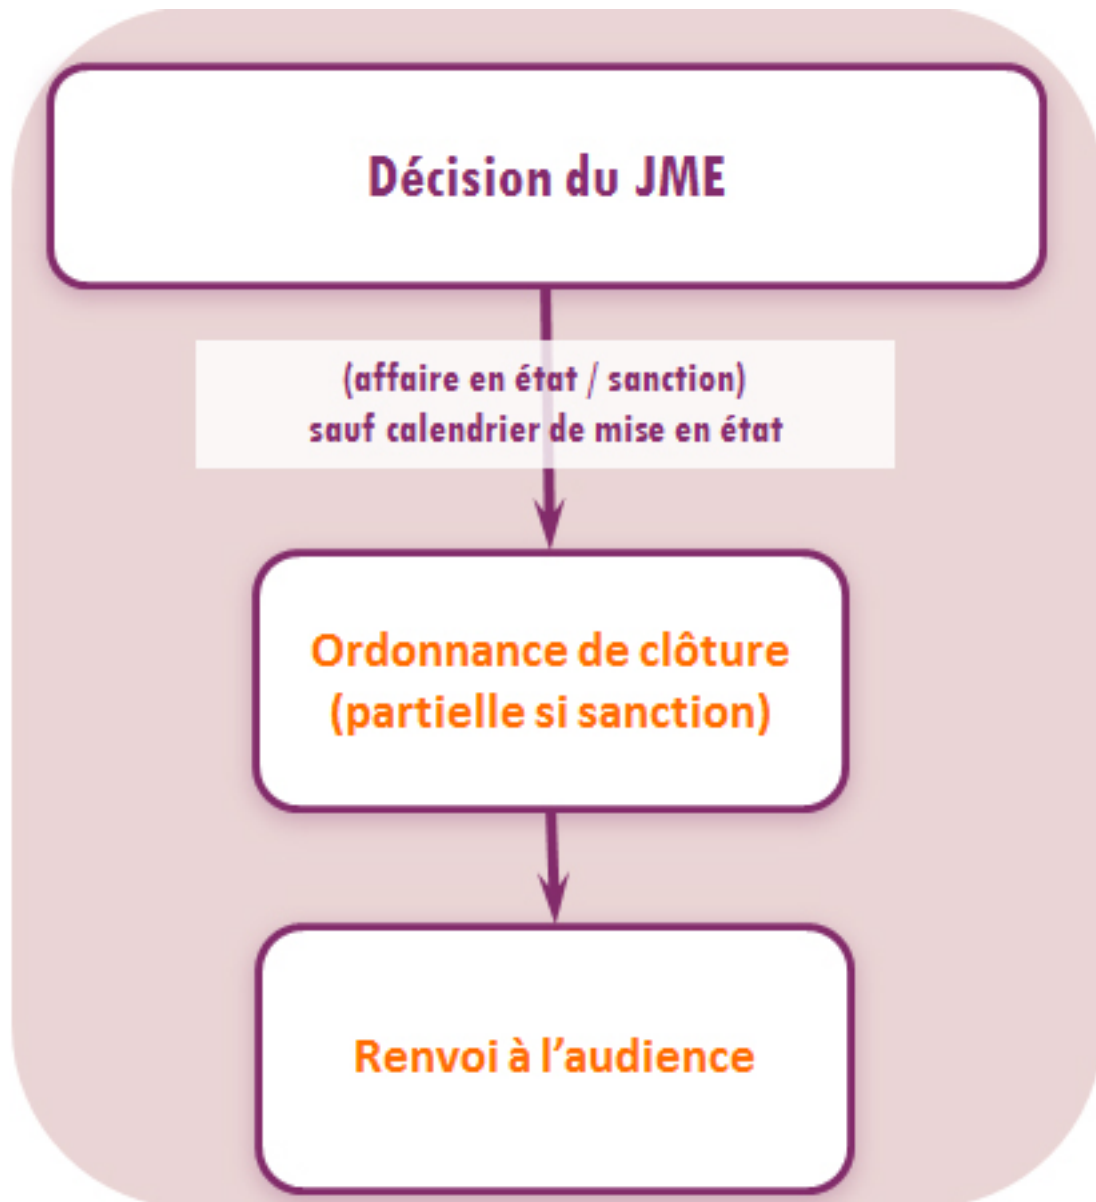 Décision du JME
(affaire en état / sanction)
sauf calendrier de mise en état
Ordonnance de clôture
(partielle si sanction)
Renvoi à l’audience